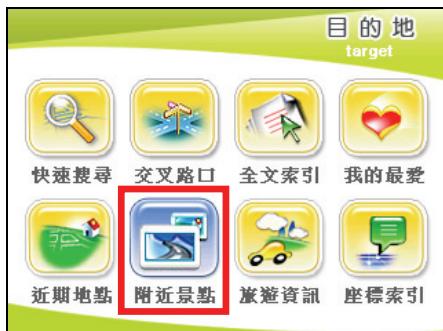 目的地
target
快速搜尋 交叉路口 全文索引 我的最愛
近期地點 附近景點 旅遊資訊 座標索引